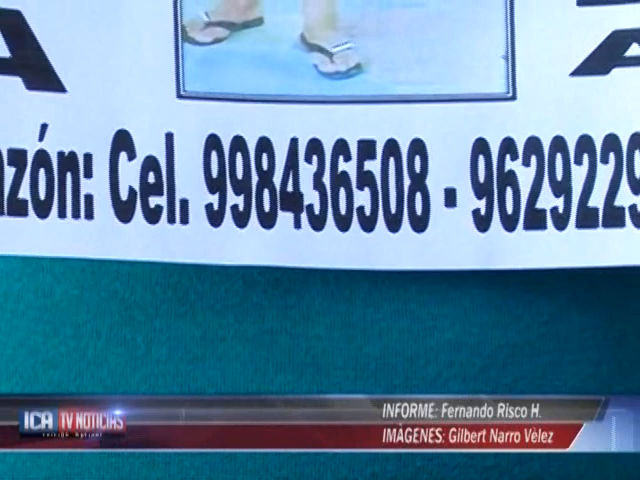 A A
azón: Cel. 998436508 - 9629229
ICA TV NOTICIAS
INFORME: Fernando Risco H.
IMÁGENES: Gilbert Narro Vélez